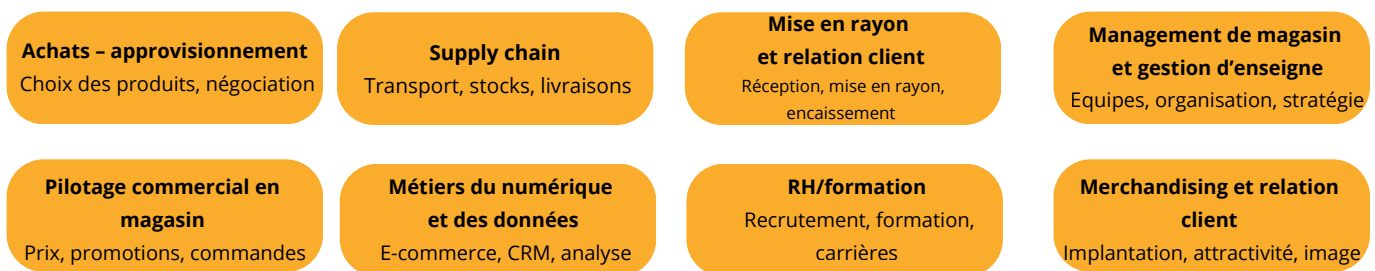 Achats – approvisionnement
Choix des produits, négociation
Supply chain
Transport, stocks, livraisons
Mise en rayon
et relation client
Réception, mise en rayon,
encaissement
Management de magasin
et gestion d’enseigne
Equipes, organisation, stratégie
Pilotage commercial en
magasin
Prix, promotions, commandes
Métiers du numérique
et des données
E-commerce, CRM, analyse
RH/formation
Recrutement, formation,
carrières
Merchandising et relation
client
Implantation, attractivité, image